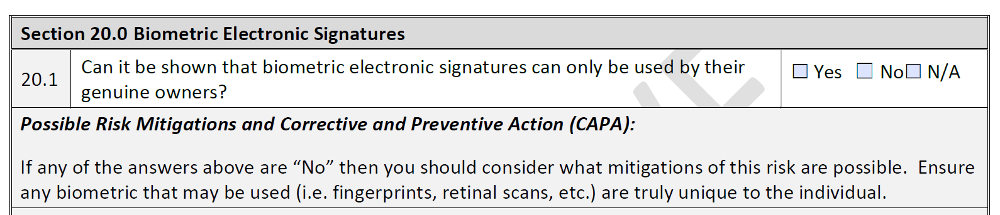 Section 20.0 Biometric Electronic Signatures
20.1
Can it be shown that biometric electronic signatures can only be used by their
genuine owners?
☐ Yes ☐ No☐ N/A
Possible Risk Mitigations and Corrective and Preventive Action (CAPA):
If any of the answers above are “No” then you should consider what mitigations of this risk are possible.  Ensure
any biometric that may be used (i.e. fingerprints, retinal scans, etc.) are truly unique to the individual.